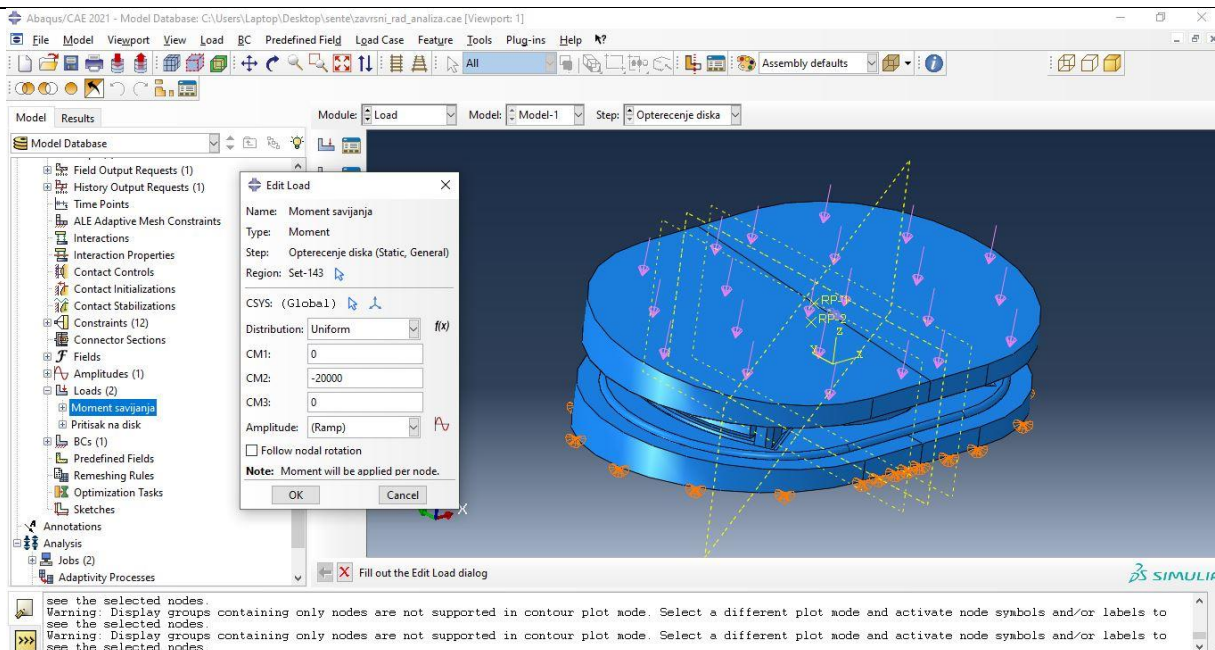 Abaqus/CAE 2021 - Model Database: C:\Users\Laptop\Desktop\sente\zavrsni_rad_analiza.cae [Viewport: 1]
File Model Viewport View Load BC Predefined Field Load Case Feature Tools Plug-ins Help
All Assembly defaults
Model Results
Module: Load Model: Model-1 Step: Opterecenje diska
Model Database
Field Output Requests (1)
History Output Requests (1)
Time Points
ALE Adaptive Mesh Constraints
Interactions
Interaction Properties
Contact Controls
Contact Initializations
Contact Stabilizations
Constraints (12)
Connector Sections
Fields
Amplitudes (1)
Loads (2)
Moment savijanja
Pritisak na disk
BCs (1)
Predefined Fields
Remeshing Rules
Optimization Tasks
Sketches
Annotations
Analysis
Jobs (2)
Adaptivity Processes
Edit Load
Name: Moment savijanja
Type: Moment
Step: Opterecenje diska (Static, General)
Region: Set-143
CSYS: (Global)
Distribution: Uniform f(x)
CM1: 0
CM2: -20000
CM3: 0
Amplitude: (Ramp)
Follow nodal rotation
Note: Moment will be applied per node.
OK Cancel
RP-2
Z
X
Fill out the Edit Load dialog
SIMULIA
see the selected nodes.
Warning: Display groups containing only nodes are not supported in contour plot mode. Select a different plot mode and activate node symbols and/or labels to
see the selected nodes.
Warning: Display groups containing only nodes are not supported in contour plot mode. Select a different plot mode and activate node symbols and/or labels to
see the selected nodes.